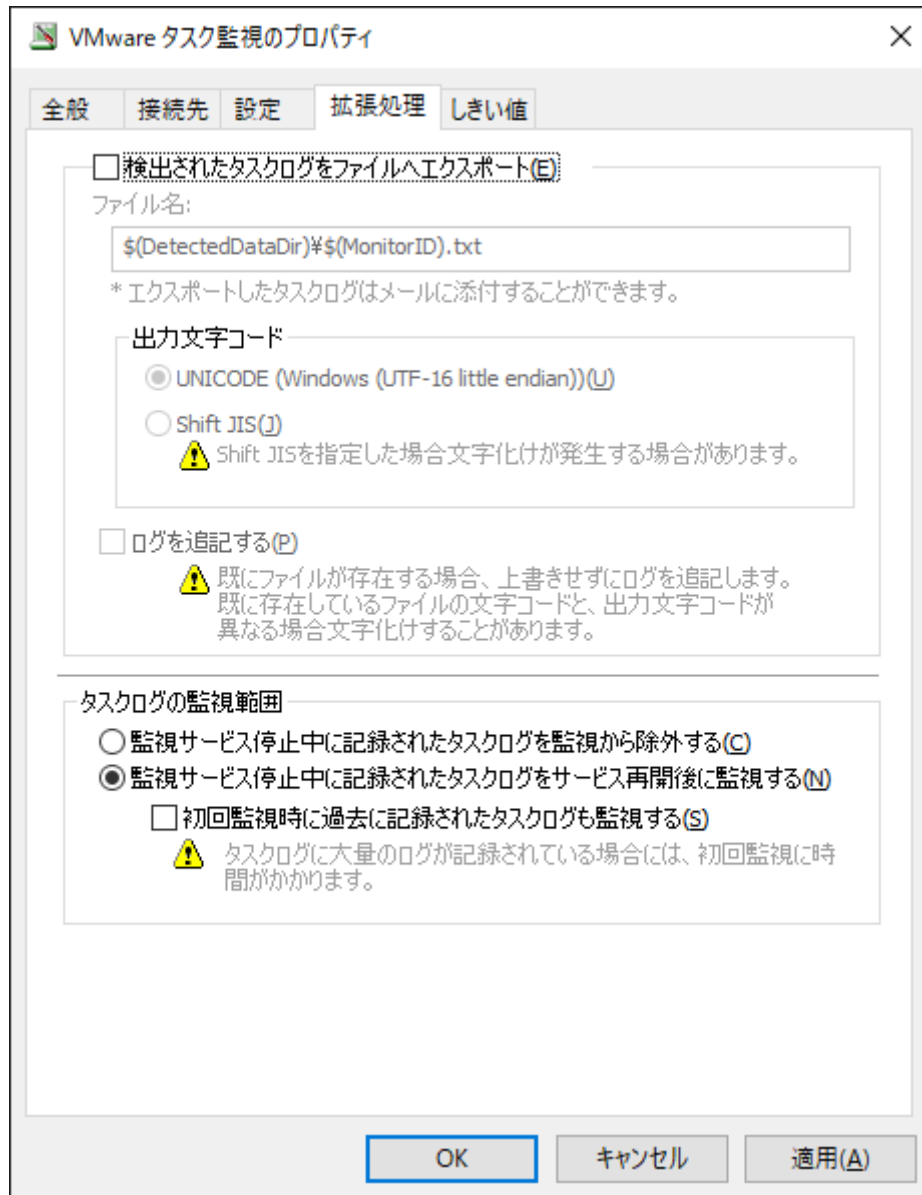 VMware タスク監視のプロパティ
全般 接続先 設定 拡張処理 しきい値
検出されたタスクログをファイルへエクスポート(E)
ファイル名:
$(DetectedDataDir)¥$(MonitorID).txt
* エクスポートしたタスクログはメールに添付することができます。
出力文字コード
UNICODE (Windows (UTF-16 little endian))(U)
Shift JIS(J)
Shift JISを指定した場合文字化けが発生する場合があります。
ログを追記する(P)
既にファイルが存在する場合、上書きせずにログを追記します。
既に存在しているファイルの文字コードと、出力文字コードが
異なる場合文字化けすることがあります。
タスクログの監視範囲
監視サービス停止中に記録されたタスクログを監視から除外する(C)
監視サービス停止中に記録されたタスクログをサービス再開後に監視する(N)
初回監視時に過去に記録されたタスクログも監視する(S)
タスクログに大量のログが記録されている場合には、初回監視に時
間がかかります。
OK キャンセル 適用(A)